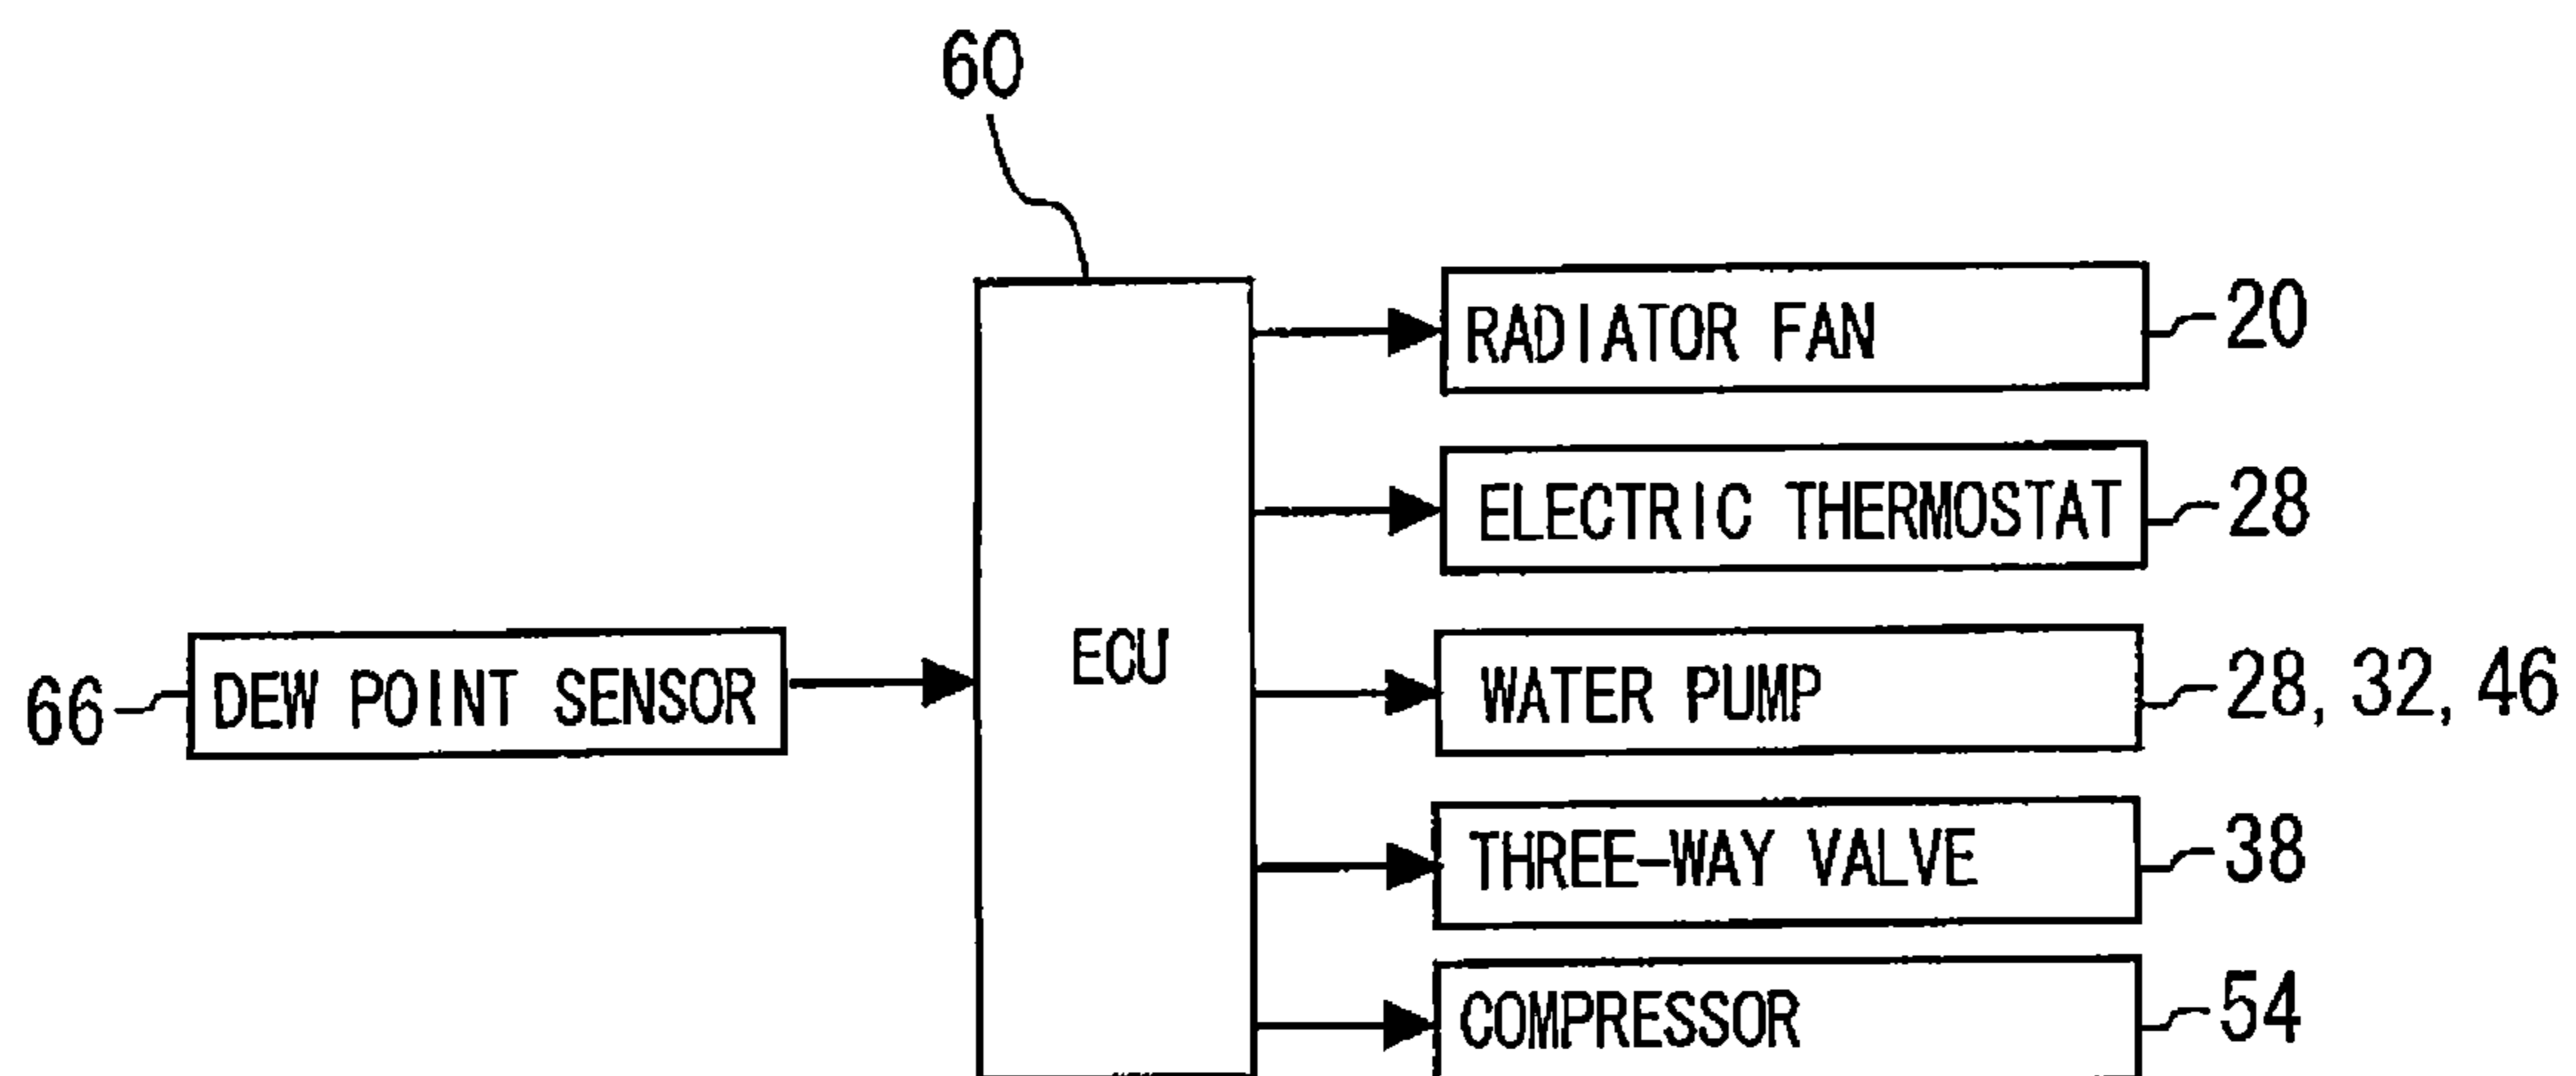 60
RADIATOR FAN 20
ELECTRIC THERMOSTAT 28
ECU
66 DEW POINT SENSOR
WATER PUMP 28, 32, 46
THREE-WAY VALVE 38
COMPRESSOR 54